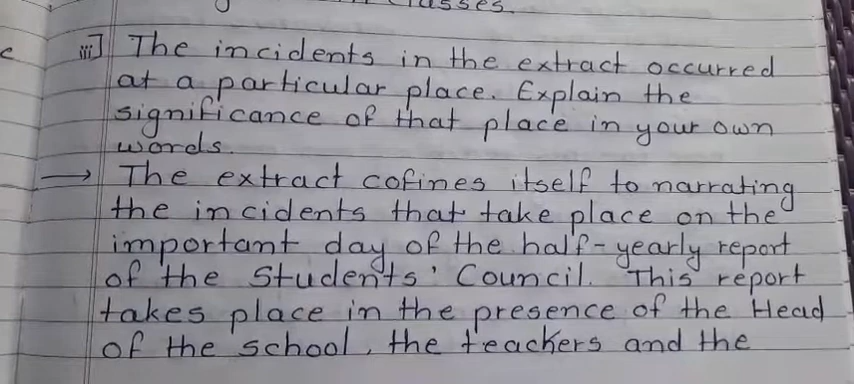 classes.
iii] The incidents in the extract occurred
at a particular place. Explain the
significance of that place in your own
words.
→ The extract cofines itself to narrating
the incidents that take place on the
important day of the half-yearly report
of the Students' Council. This report
takes place in the presence of the Head
of the school, the teachers and the